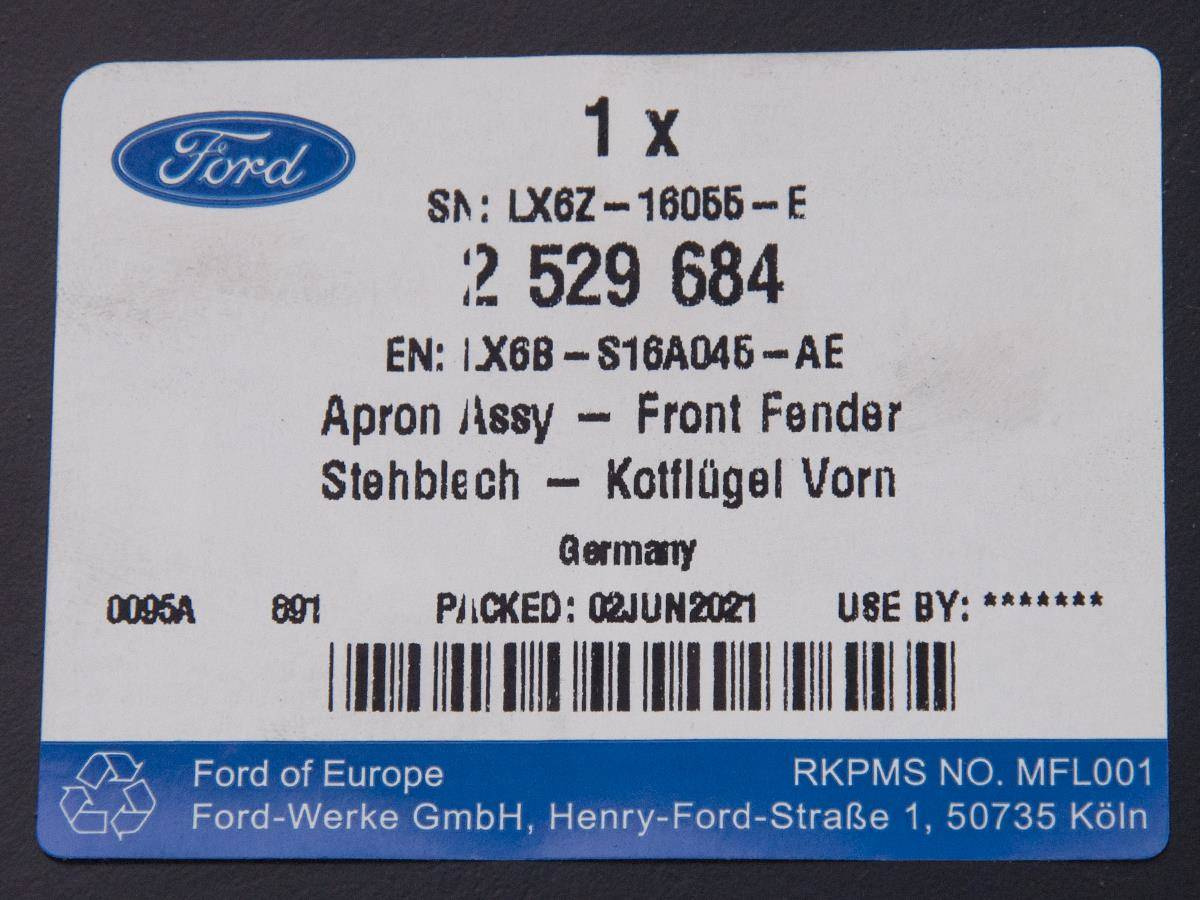 Ford
1 x
SN: LX6Z-16055-E
2 529 684
EN: LX6B-S16A045-AE
Apron Assy - Front Fender
Stehblech - Kotflügel Vorn
Germany
0095A 691 PACKED: 02JUN2021 USE BY: *******
Ford of Europe RKPMS NO. MFL001
Ford-Werke GmbH, Henry-Ford-Straße 1, 50735 Köln